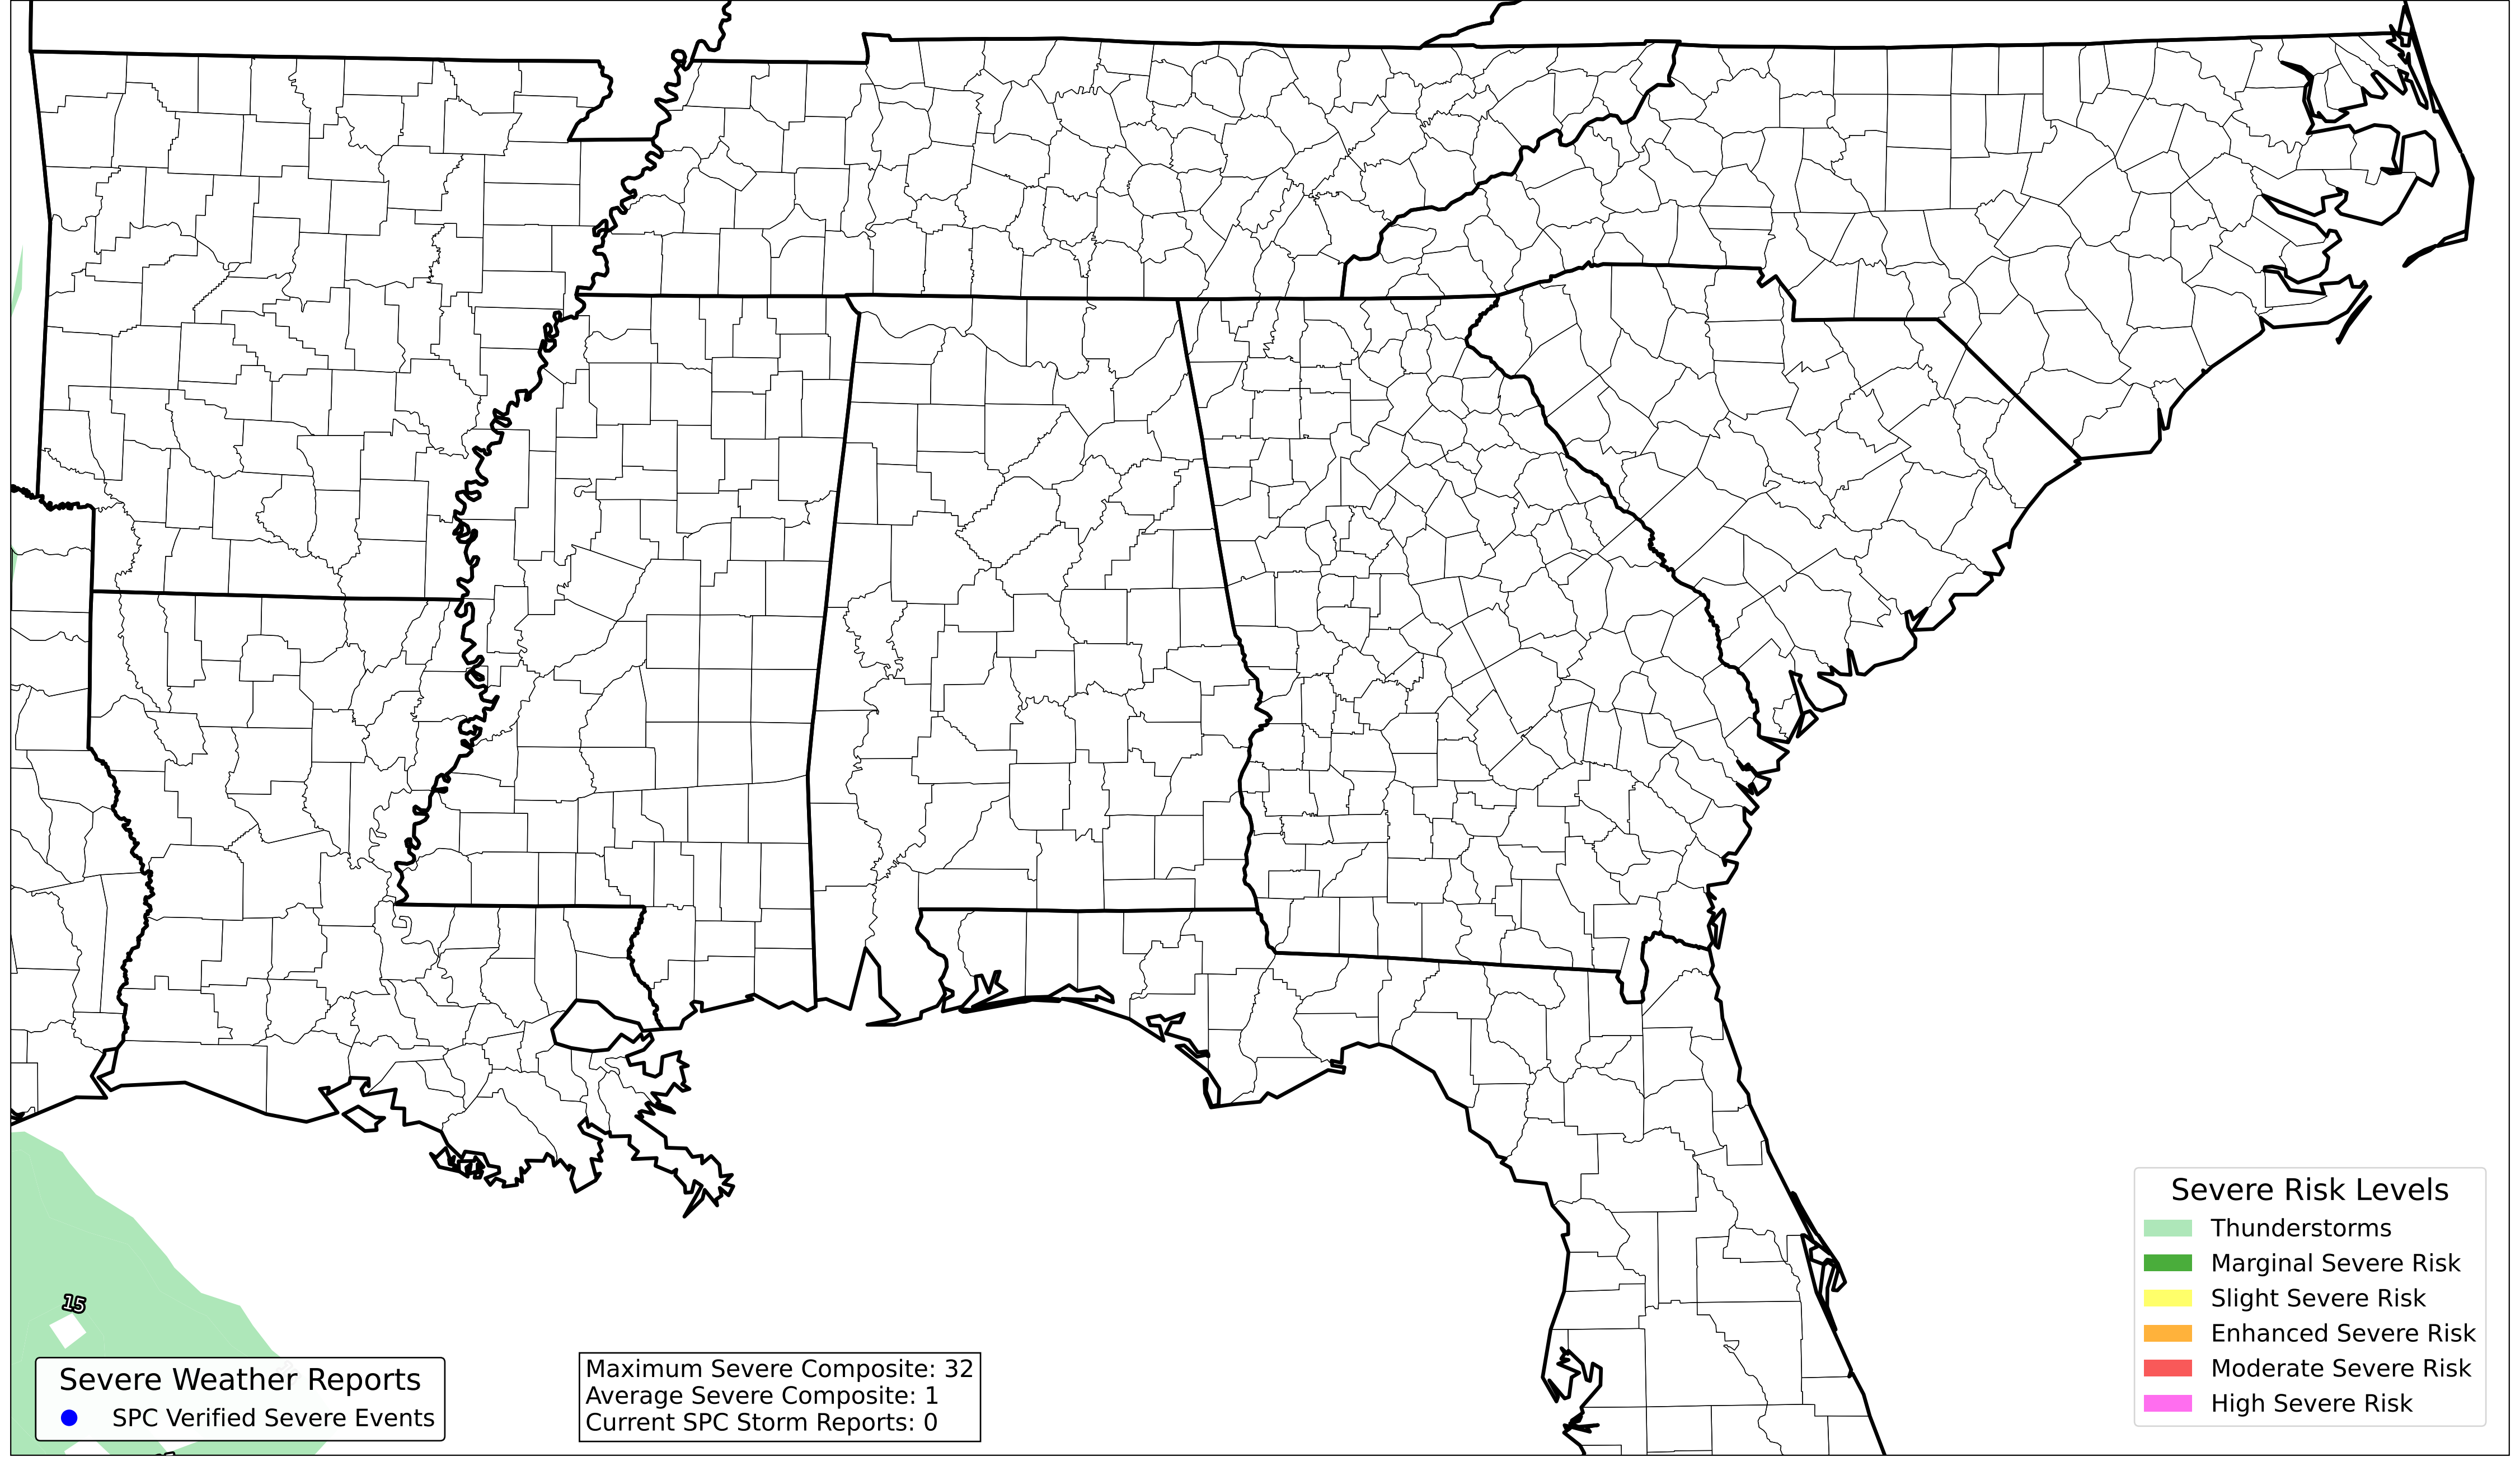 15
Severe Weather Reports
SPC Verified Severe Events
Maximum Severe Composite: 32
Average Severe Composite: 1
Current SPC Storm Reports: 0
Severe Risk Levels
Thunderstorms
Marginal Severe Risk
Slight Severe Risk
Enhanced Severe Risk
Moderate Severe Risk
High Severe Risk